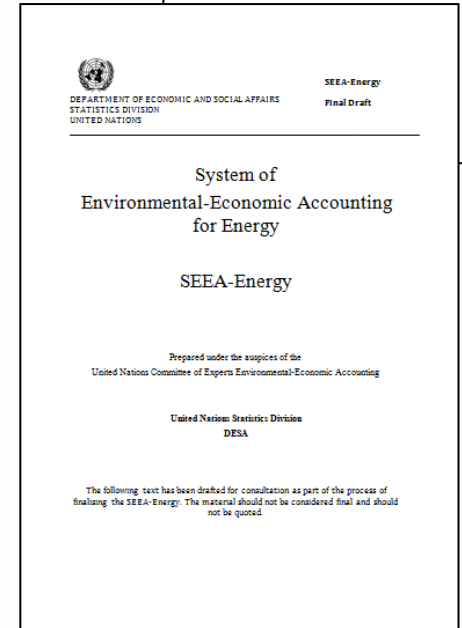 SEEA-Energy
Final Draft
DEPARTMENT OF ECONOMIC AND SOCIAL AFFAIRS
STATISTICS DIVISION
UNITED NATIONS
System of
Environmental-Economic Accounting
for Energy
SEEA-Energy
Prepared under the auspices of the
United Nations Committee of Experts Environmental-Economic Accounting
United Nations Statistics Division
DESA
The following text has been drafted for consultation as part of the process of
finalising the SEEA-Energy. The material should not be considered final and should
not be quoted.